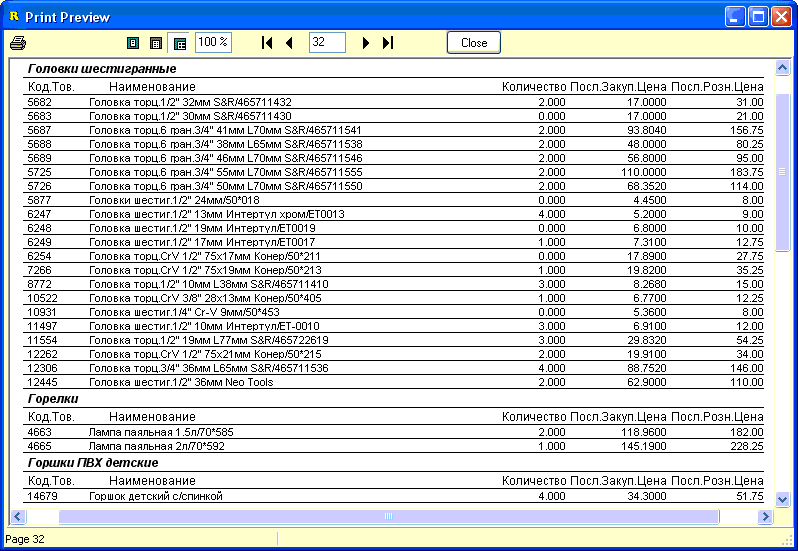 Print Preview
100 %
32
Close
Головки шестигранные
Код.Тов. Наименование Количество Посл.Закуп.Цена Посл.Розн.Цена
5682 Головка торц.1/2" 32мм S&R/465711432 2.000 17.0000 31.00
5683 Головка торц.1/2" 30мм S&R/465711430 0.000 17.0000 21.00
5687 Головка торц.6 гран.3/4" 41мм L70мм S&R/465711541 2.000 93.8040 156.75
5688 Головка торц.6 гран.3/4" 38мм L65мм S&R/465711538 2.000 48.0000 80.25
5689 Головка торц.6 гран.3/4" 46мм L70мм S&R/465711546 2.000 56.8000 95.00
5725 Головка торц.6 гран.3/4" 55мм L70мм S&R/465711555 2.000 110.0000 183.75
5726 Головка торц.6 гран.3/4" 50мм L70мм S&R/465711550 2.000 68.3520 114.00
5877 Головки шестиг.1/2" 24мм/50*018 0.000 4.4500 8.00
6247 Головка шестиг.1/2" 13мм Интертул хром/ET0013 4.000 5.2000 9.00
6248 Головка шестиг.1/2" 19мм Интертул/ET0019 0.000 6.8000 10.00
6249 Головка шестиг.1/2" 17мм Интертул/ET0017 1.000 7.3100 12.75
6254 Головка торц.CrV 1/2" 75x17мм Конер/50*211 0.000 17.8900 27.75
7266 Головка торц.CrV 1/2" 75x19мм Конер/50*213 1.000 19.8200 35.25
8772 Головка торц.1/2" 10мм L38мм S&R/465711410 3.000 8.2680 15.00
10522 Головка торц.CrV 3/8" 28x13мм Конер/50*405 1.000 6.7700 12.25
10931 Головка шестиг.1/4" Cr-V 9мм/50*453 0.000 5.3600 8.00
11497 Головка шестиг.1/2" 10мм Интертул/ET-0010 3.000 6.9100 12.00
11554 Головка торц.1/2" 19мм L77мм S&R/465722619 3.000 29.8320 54.25
12262 Головка торц.CrV 1/2" 75x21мм Конер/50*215 2.000 19.9100 34.00
12306 Головка торц.3/4" 36мм L65мм S&R/465711536 4.000 88.7520 146.00
12445 Головка шестиг.1/2" 36мм Neo Tools 2.000 62.9000 110.00
Горелки
Код.Тов. Наименование Количество Посл.Закуп.Цена Посл.Розн.Цена
4663 Лампа паяльная 1.5л/70*585 2.000 118.9600 182.00
4665 Лампа паяльная 2л/70*592 1.000 145.1900 228.25
Горшки ПВХ детские
Код.Тов. Наименование Количество Посл.Закуп.Цена Посл.Розн.Цена
14679 Горшок детский с/спинкой 4.000 34.3000 51.75
Page 32